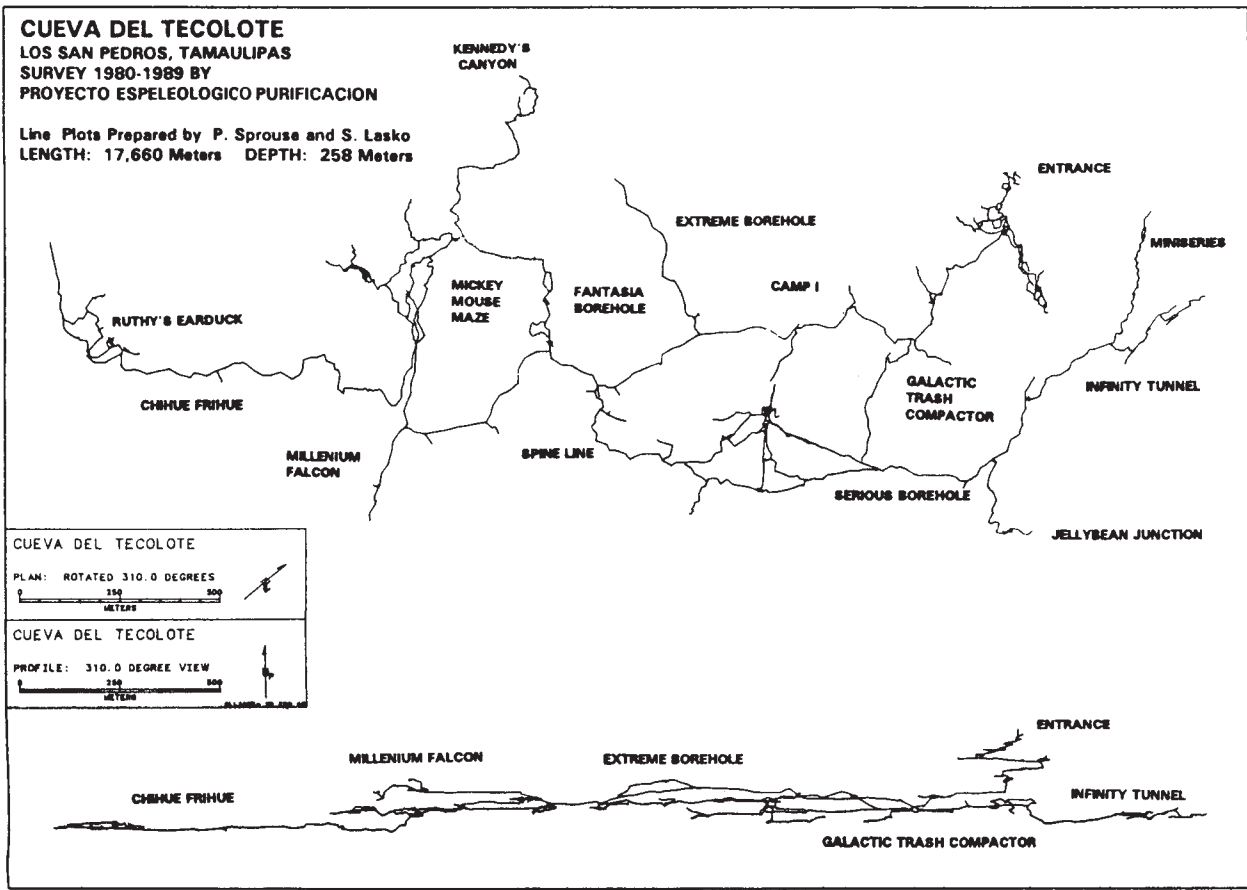 CUEVA DEL TECOLOTE
LOS SAN PEDROS, TAMAULIPAS
SURVEY 1980-1989 BY
PROYECTO ESPELEOLOGICO PURIFICACION
Line Plots Prepared by P. Sprouse and S. Lasko
LENGTH: 17,660 Meters DEPTH: 258 Meters
KENNEDY'S
CANYON
ENTRANCE
EXTREME BOREHOLE
MINISERIES
MICKEY
MOUSE
MAZE
FANTASIA
BOREHOLE
CAMP I
RUTHY'S EARDUCK
GALACTIC
TRASH
COMPACTOR
INFINITY TUNNEL
CHIHUE FRIHUE
MILLENIUM
FALCON
SPINE LINE
SERIOUS BOREHOLE
JELLYBEAN JUNCTION
CUEVA DEL TECOLOTE
PLAN: ROTATED 310.0 DEGREES
0 250 500
METERS
CUEVA DEL TECOLOTE
PROFILE: 310.0 DEGREE VIEW
0 250 500
METERS
ENTRANCE
MILLENIUM FALCON
EXTREME BOREHOLE
CHIHUE FRIHUE
INFINITY TUNNEL
GALACTIC TRASH COMPACTOR